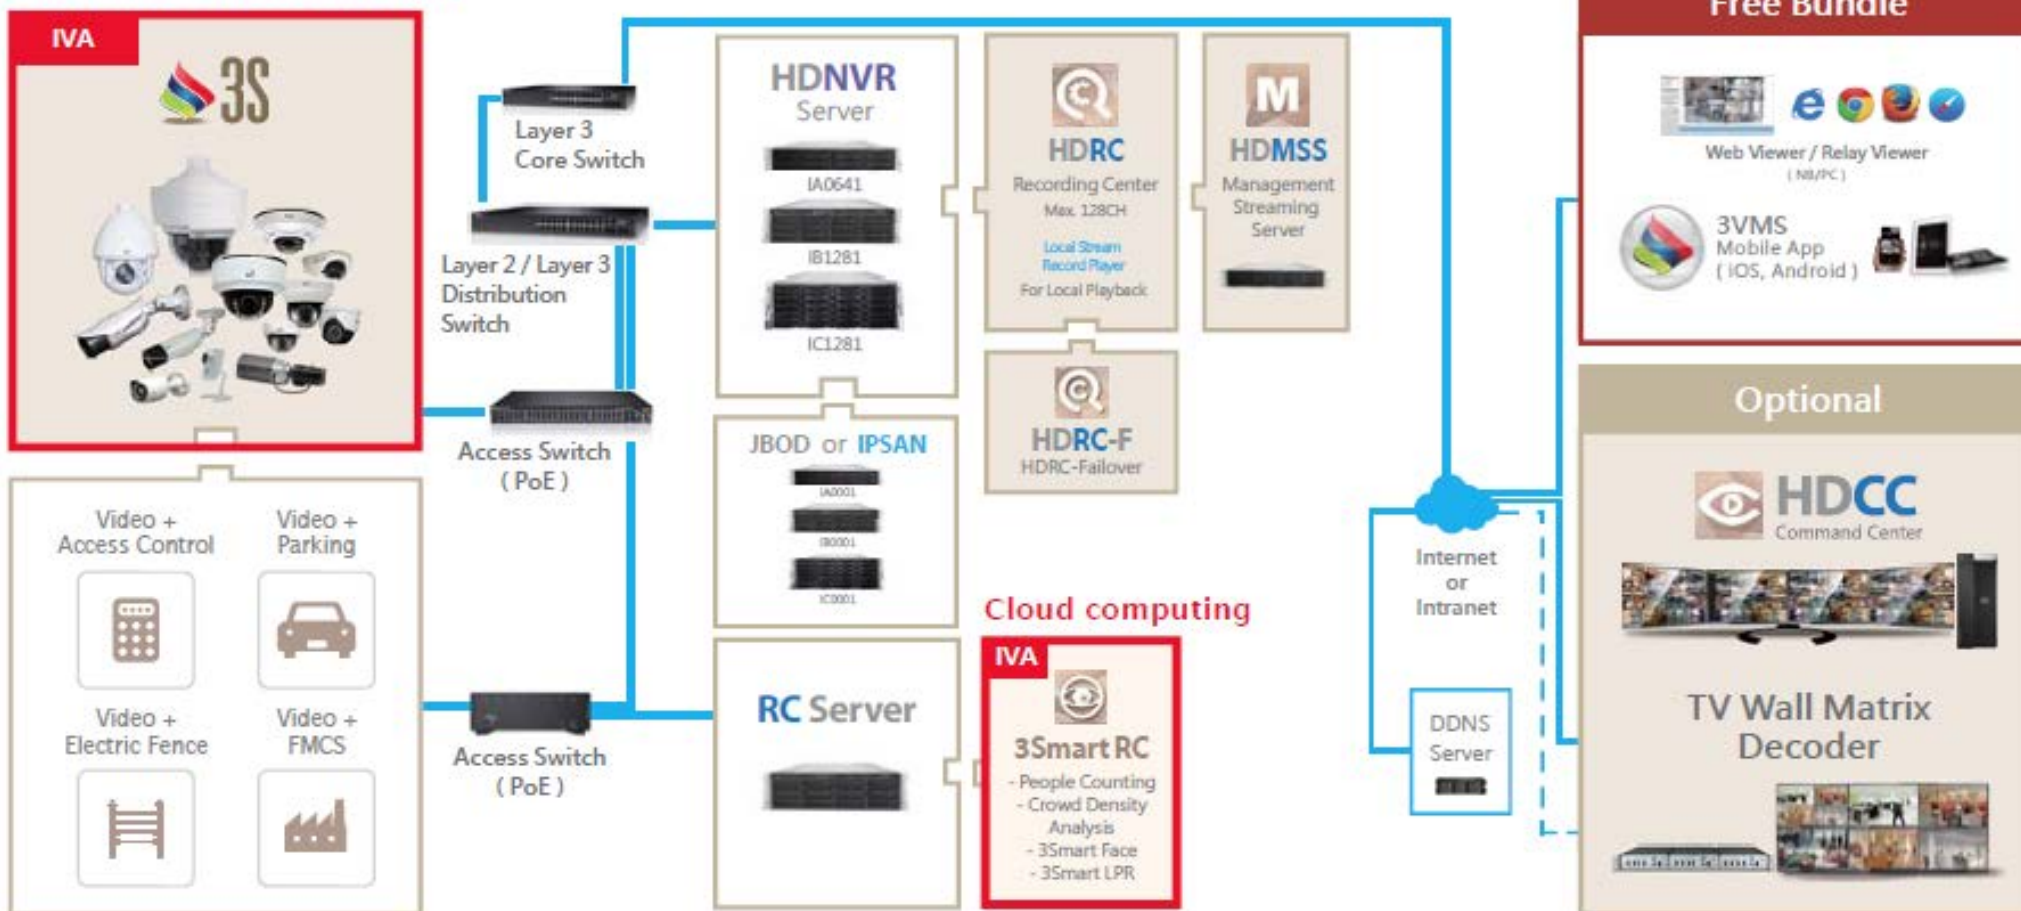 IVA
3S
Video +
Access Control
Video +
Parking
Video +
Electric Fence
Video +
FMCS
Layer 3
Core Switch
Layer 2 / Layer 3
Distribution
Switch
Access Switch
( PoE )
Access Switch
( PoE )
HDNVR
Server
IA0641
IB1281
IC1281
JBOD or IPSAN
IA0001
IB0001
IC0001
RC Server
HDRC
Recording Center
Max. 128CH
Local Stream
Record Player
For Local Playback
HDRC-F
HDRC-Failover
M
HDMSS
Management
Streaming
Server
Cloud computing
IVA
3Smart RC
- People Counting
- Crowd Density
Analysis
- 3Smart Face
- 3Smart LPR
Internet
or
Intranet
DDNS
Server
Free Bundle
Web Viewer / Relay Viewer
( NB/PC )
3VMS
Mobile App
( iOS, Android )
Optional
HDCC
Command Center
TV Wall Matrix
Decoder